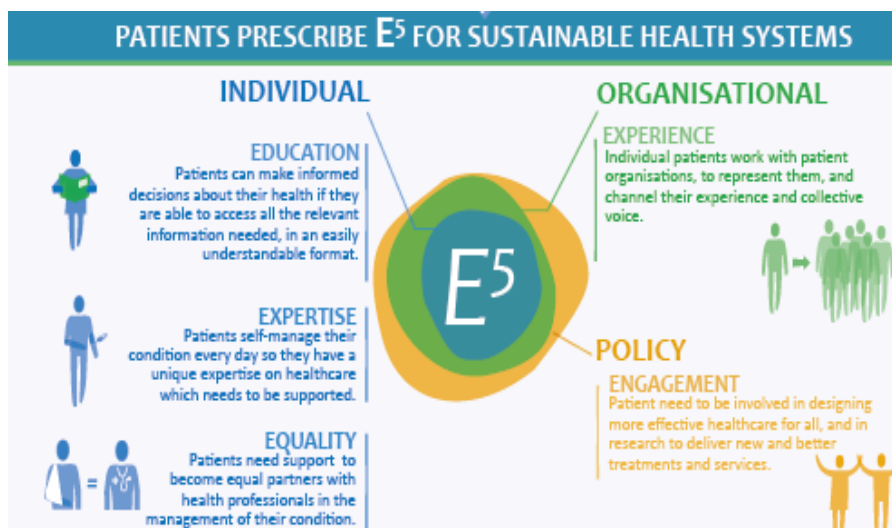 PATIENTS PRESCRIBE E5 FOR SUSTAINABLE HEALTH SYSTEMS
INDIVIDUAL
EDUCATION
Patients can make informed
decisions about their health if they
are able to access all the relevant
information needed, in an easily
understandable format.
EXPERTISE
Patients self-manage their
condition every day so they have a
unique expertise on healthcare
which needs to be supported.
EQUALITY
Patients need support to
become equal partners with
health professionals in the
management of their condition.
=
E5
ORGANISATIONAL
EXPERIENCE
Individual patients work with patient
organisations, to represent them, and
channel their experience and collective
voice.
POLICY
ENGAGEMENT
Patient need to be involved in designing
more effective healthcare for all, and in
research to deliver new and better
treatments and services.